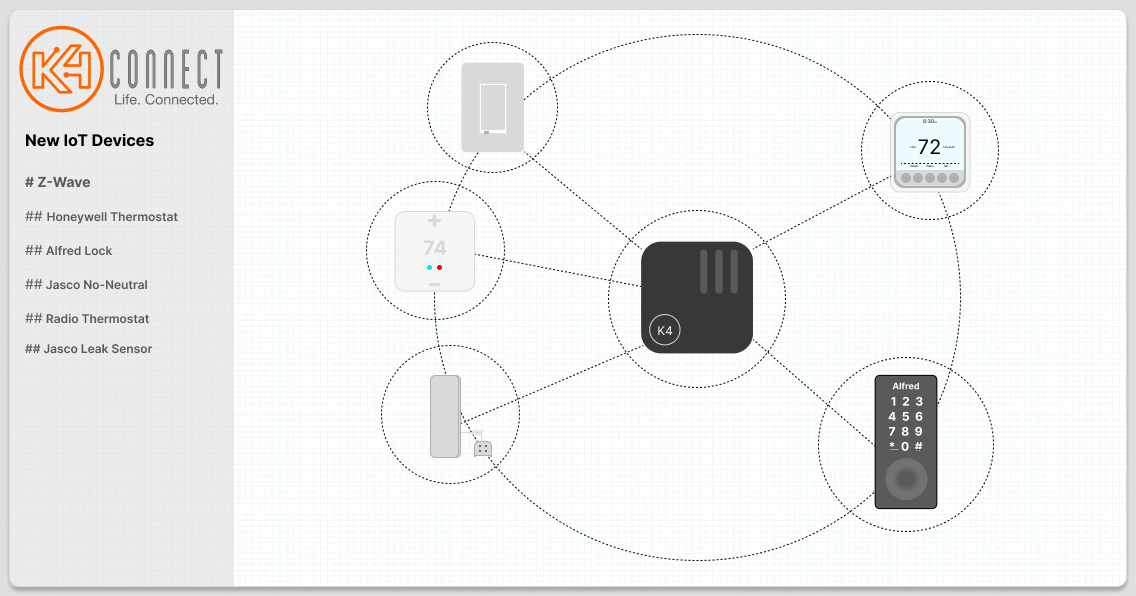 K4 CONNECT
Life. Connected.
New IoT Devices
# Z-Wave
## Honeywell Thermostat
## Alfred Lock
## Jasco No-Neutral
## Radio Thermostat
## Jasco Leak Sensor
6:30
72
74
K4
Alfred
1 2 3
4 5 6
7 8 9
* 0 #